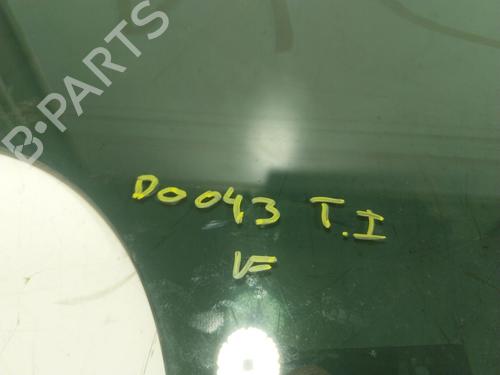 B-PARTS
D0043 T.I
V=